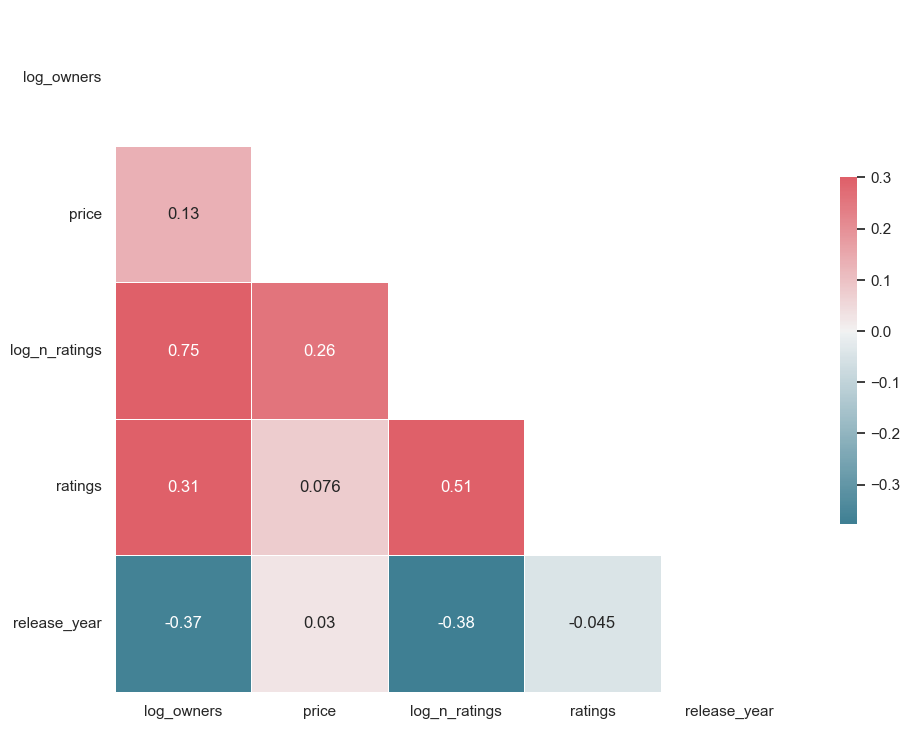 log_owners
price
0.13
log_n_ratings
0.75 0.26
ratings
0.31 0.076 0.51
release_year
-0.37 0.03 -0.38 -0.045
log_owners price log_n_ratings ratings release_year
0.3
0.2
0.1
0.0
−0.1
−0.2
−0.3